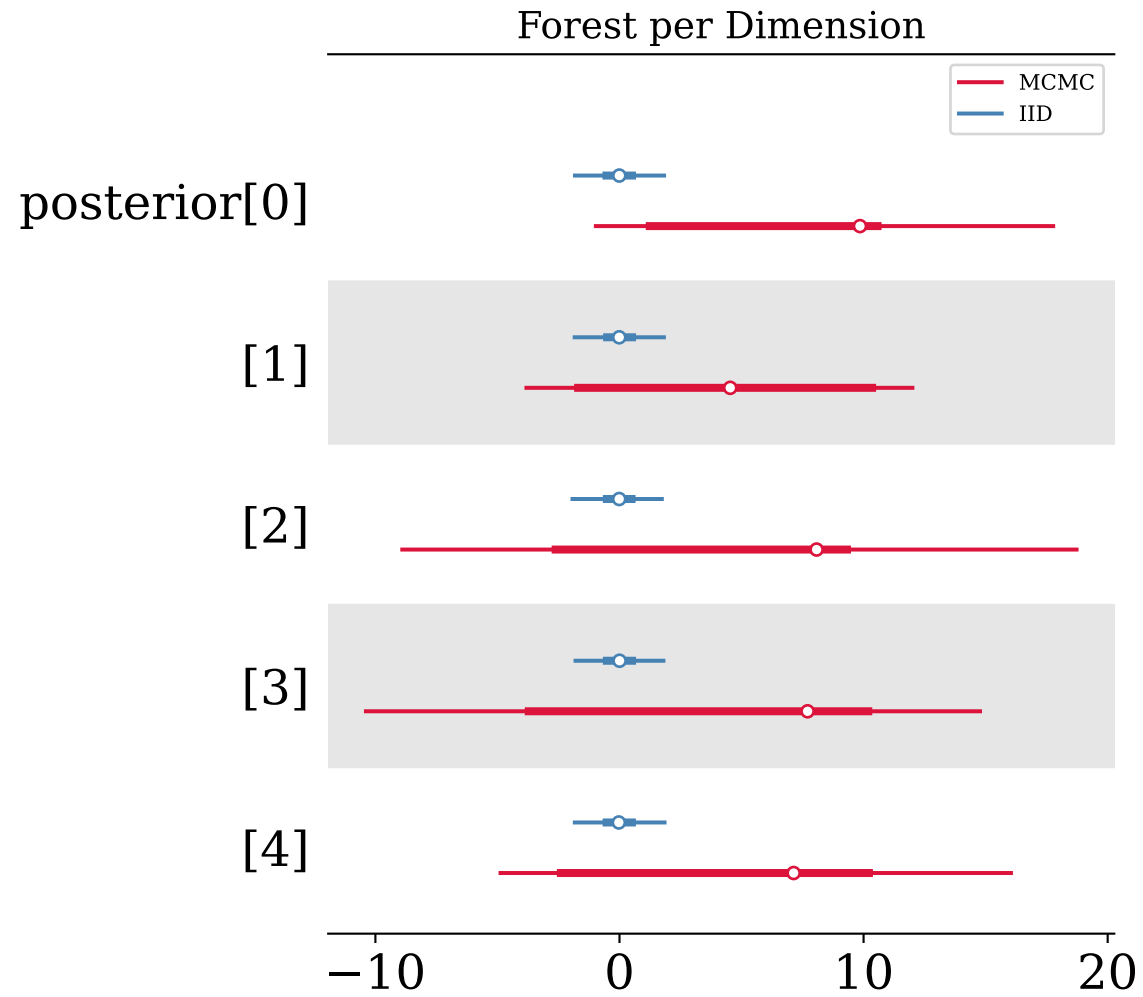 Forest per Dimension
MCMC
IID
posterior[0]
[1]
[2]
[3]
[4]
−10 0 10 20